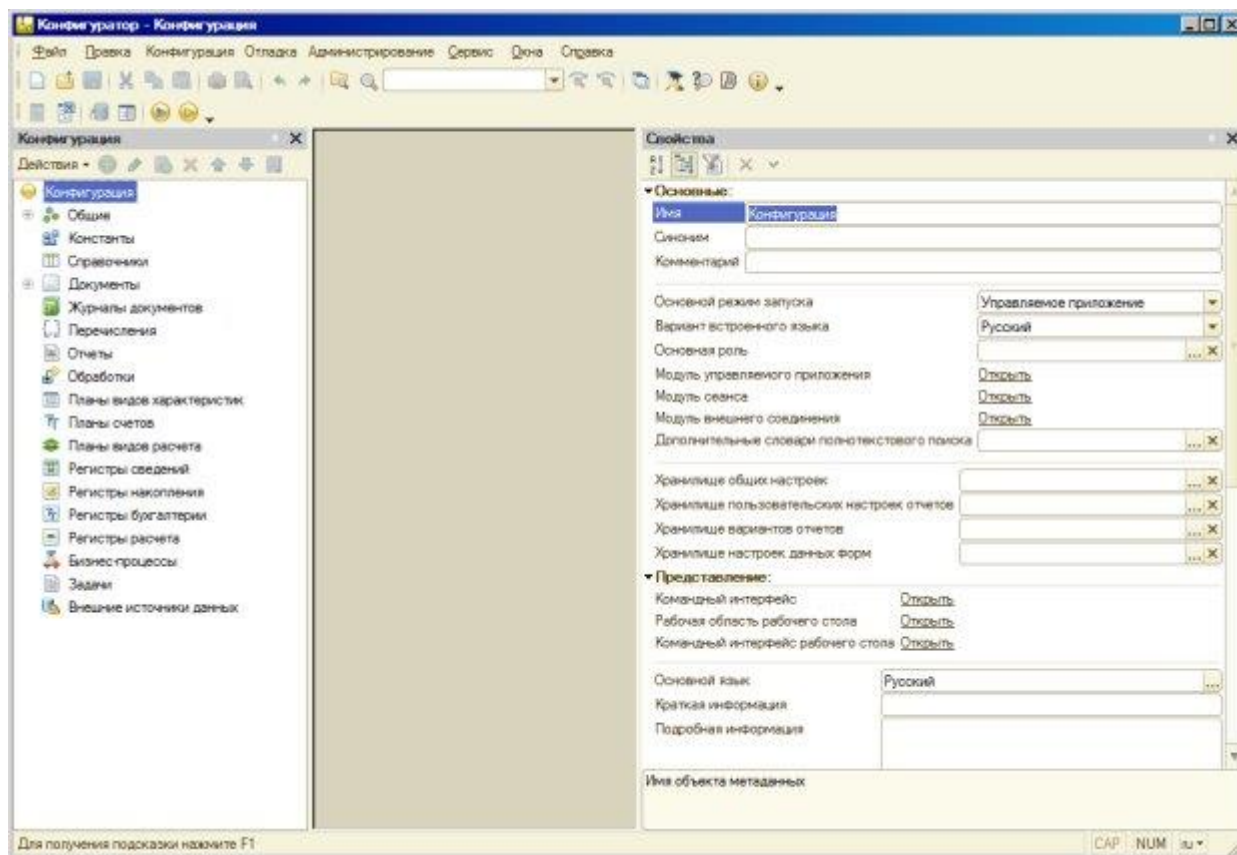 Конфигуратор - Конфигурация
Файл Правка Конфигурация Отладка Администрирование Сервис Окна Справка
Конфигурация
Действия
Конфигурация
Общие
Константы
Справочники
Документы
Журналы документов
Перечисления
Отчеты
Обработки
Планы видов характеристик
Планы счетов
Планы видов расчета
Регистры сведений
Регистры накопления
Регистры бухгалтерии
Регистры расчета
Бизнес-процессы
Задачи
Внешние источники данных
Свойства
Основные:
Имя Конфигурация
Синоним
Комментарий
Основной режим запуска Управляемое приложение
Вариант встроенного языка Русский
Основная роль ...
Модуль управляемого приложения Открыть
Модуль сеанса Открыть
Модуль внешнего соединения Открыть
Дополнительные словари полнотекстового поиска ...
Хранилище общих настроек ...
Хранилище пользовательских настроек отчетов ...
Хранилище вариантов отчетов ...
Хранилище настроек данных форм ...
Представление:
Командный интерфейс Открыть
Рабочая область рабочего стола Открыть
Командный интерфейс рабочего стола Открыть
Основной язык Русский ...
Краткая информация
Подробная информация
Имя объекта метаданных
Для получения подсказки нажмите F1 CAP NUM ru